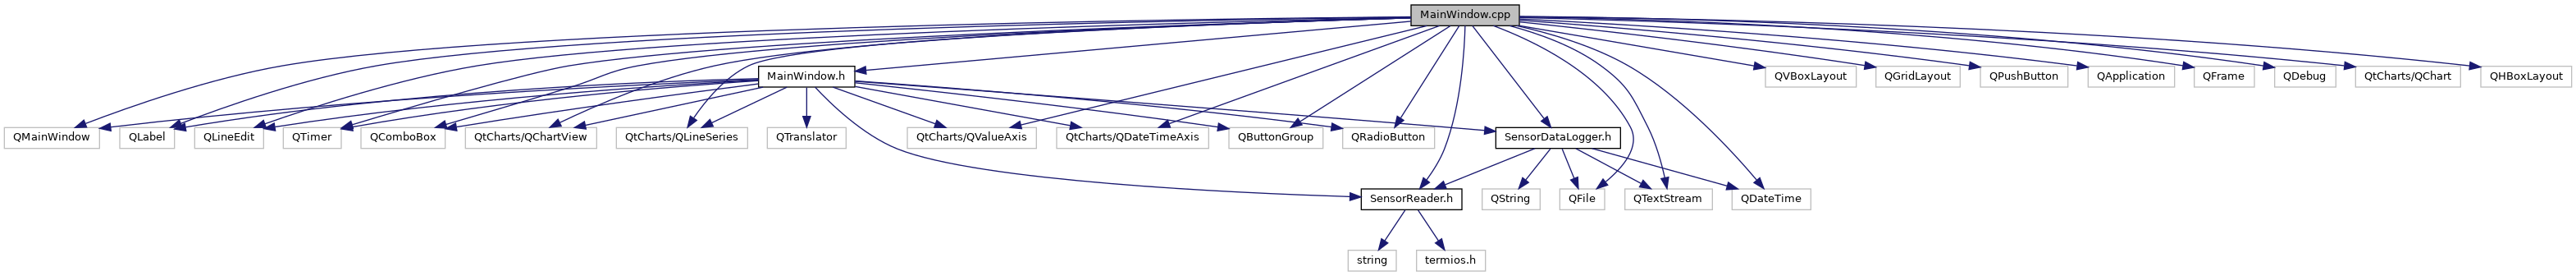 MainWindow.cpp
MainWindow.h
QVBoxLayout
QGridLayout
QPushButton
QApplication
QFrame
QDebug
QtCharts/QChart
QHBoxLayout
QMainWindow
QLabel
QLineEdit
QTimer
QComboBox
QtCharts/QChartView
QtCharts/QLineSeries
QTranslator
QtCharts/QValueAxis
QtCharts/QDateTimeAxis
QButtonGroup
QRadioButton
SensorDataLogger.h
SensorReader.h
QString
QFile
QTextStream
QDateTime
string
termios.h